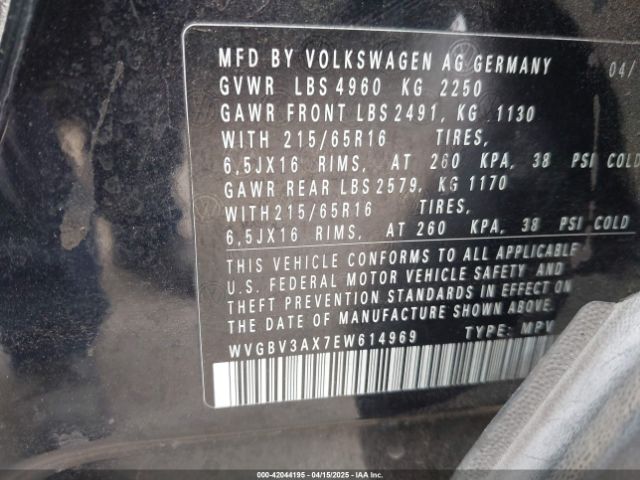 MFD BY VOLKSWAGEN AG GERMANY 04/
GVWR LBS 4960 KG 2250
GAWR FRONT LBS 2491, KG 1130
WITH 215/65R16 TIRES,
6,5JX16 RIMS, AT 260 KPA, 38 PSI COLD
GAWR REAR LBS 2579, KG 1170
WITH 215/65R16 TIRES,
6,5JX16 RIMS, AT 260 KPA, 38 PSI COLD
THIS VEHICLE CONFORMS TO ALL APPLICABLE
U.S. FEDERAL MOTOR VEHICLE SAFETY AND
THEFT PREVENTION STANDARDS IN EFFECT ON
THE DATE OF MANUFACTURE SHOWN ABOVE.
WVGBV3AX7EW614969 TYPE: MPV
000-42044195 - 04/15/2025 - IAA Inc.